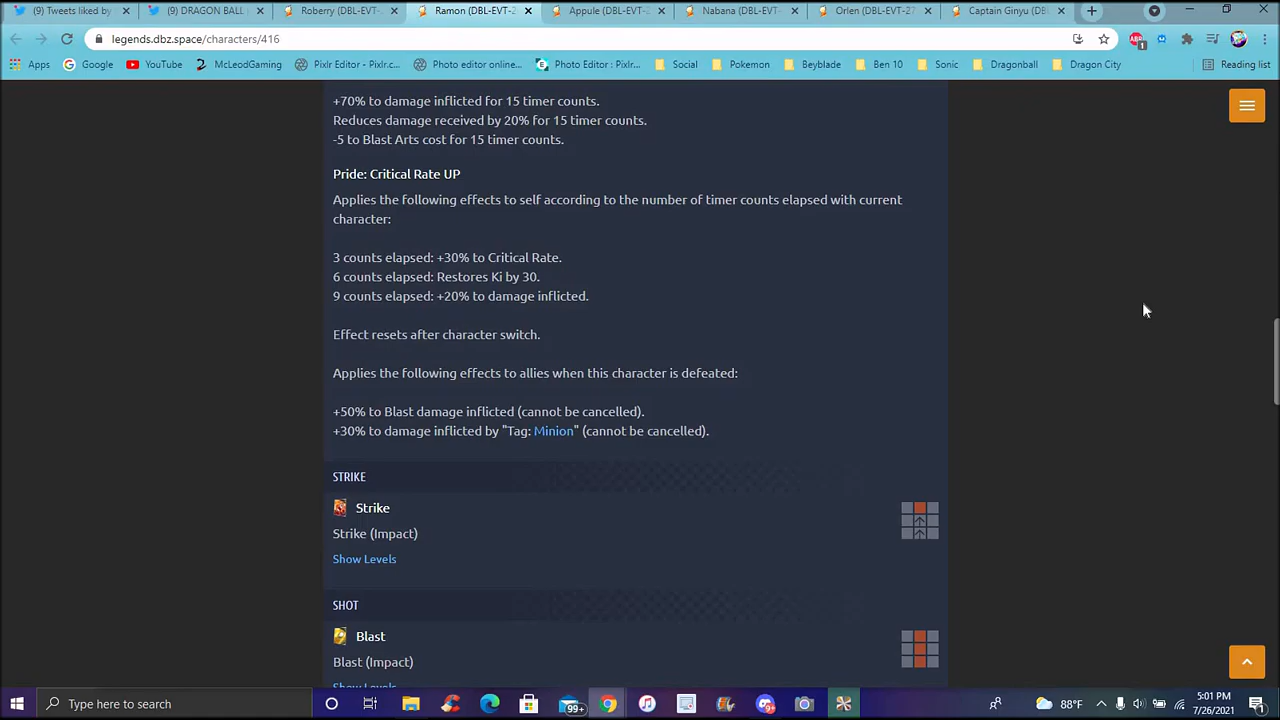 (9) Tweets liked by
(9) DRAGON BALL
Roberry (DBL-EVT-
Ramon (DBL-EVT-2
Appule (DBL-EVT-2
Nabana (DBL-EVT-
Orlen (DBL-EVT-27
Captain Ginyu (DB
legends.dbz.space/characters/416
ABP
1
Apps
Google
YouTube
McLeodGaming
Pixlr Editor - Pixlr.c...
Photo editor online...
Photo Editor : Pixlr...
Social
Pokemon
Beyblade
Ben 10
Sonic
Dragonball
Dragon City
Reading list
+70% to damage inflicted for 15 timer counts.
Reduces damage received by 20% for 15 timer counts.
-5 to Blast Arts cost for 15 timer counts.
Pride: Critical Rate UP
Applies the following effects to self according to the number of timer counts elapsed with current
character:
3 counts elapsed: +30% to Critical Rate.
6 counts elapsed: Restores Ki by 30.
9 counts elapsed: +20% to damage inflicted.
Effect resets after character switch.
Applies the following effects to allies when this character is defeated:
+50% to Blast damage inflicted (cannot be cancelled).
+30% to damage inflicted by "Tag: Minion" (cannot be cancelled).
STRIKE
Strike
Strike (Impact)
Show Levels
SHOT
Blast
Blast (Impact)
Show Levels
Type here to search
99+
88°F
5:01 PM
7/26/2021
1